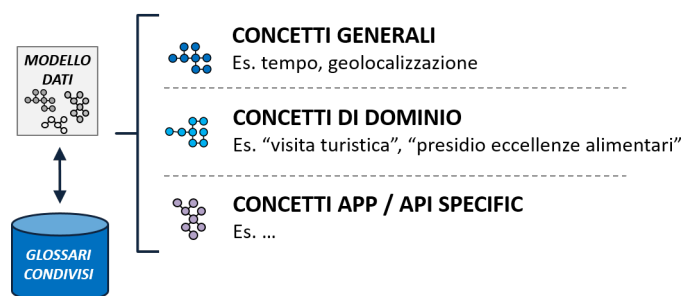 MODELLO
DATI
GLOSSARI
CONDIVISI
CONCETTI GENERALI
Es. tempo, geolocalizzazione
CONCETTI DI DOMINIO
Es. “visita turistica”, “presidio eccellenze alimentari”
CONCETTI APP / API SPECIFIC
Es. …